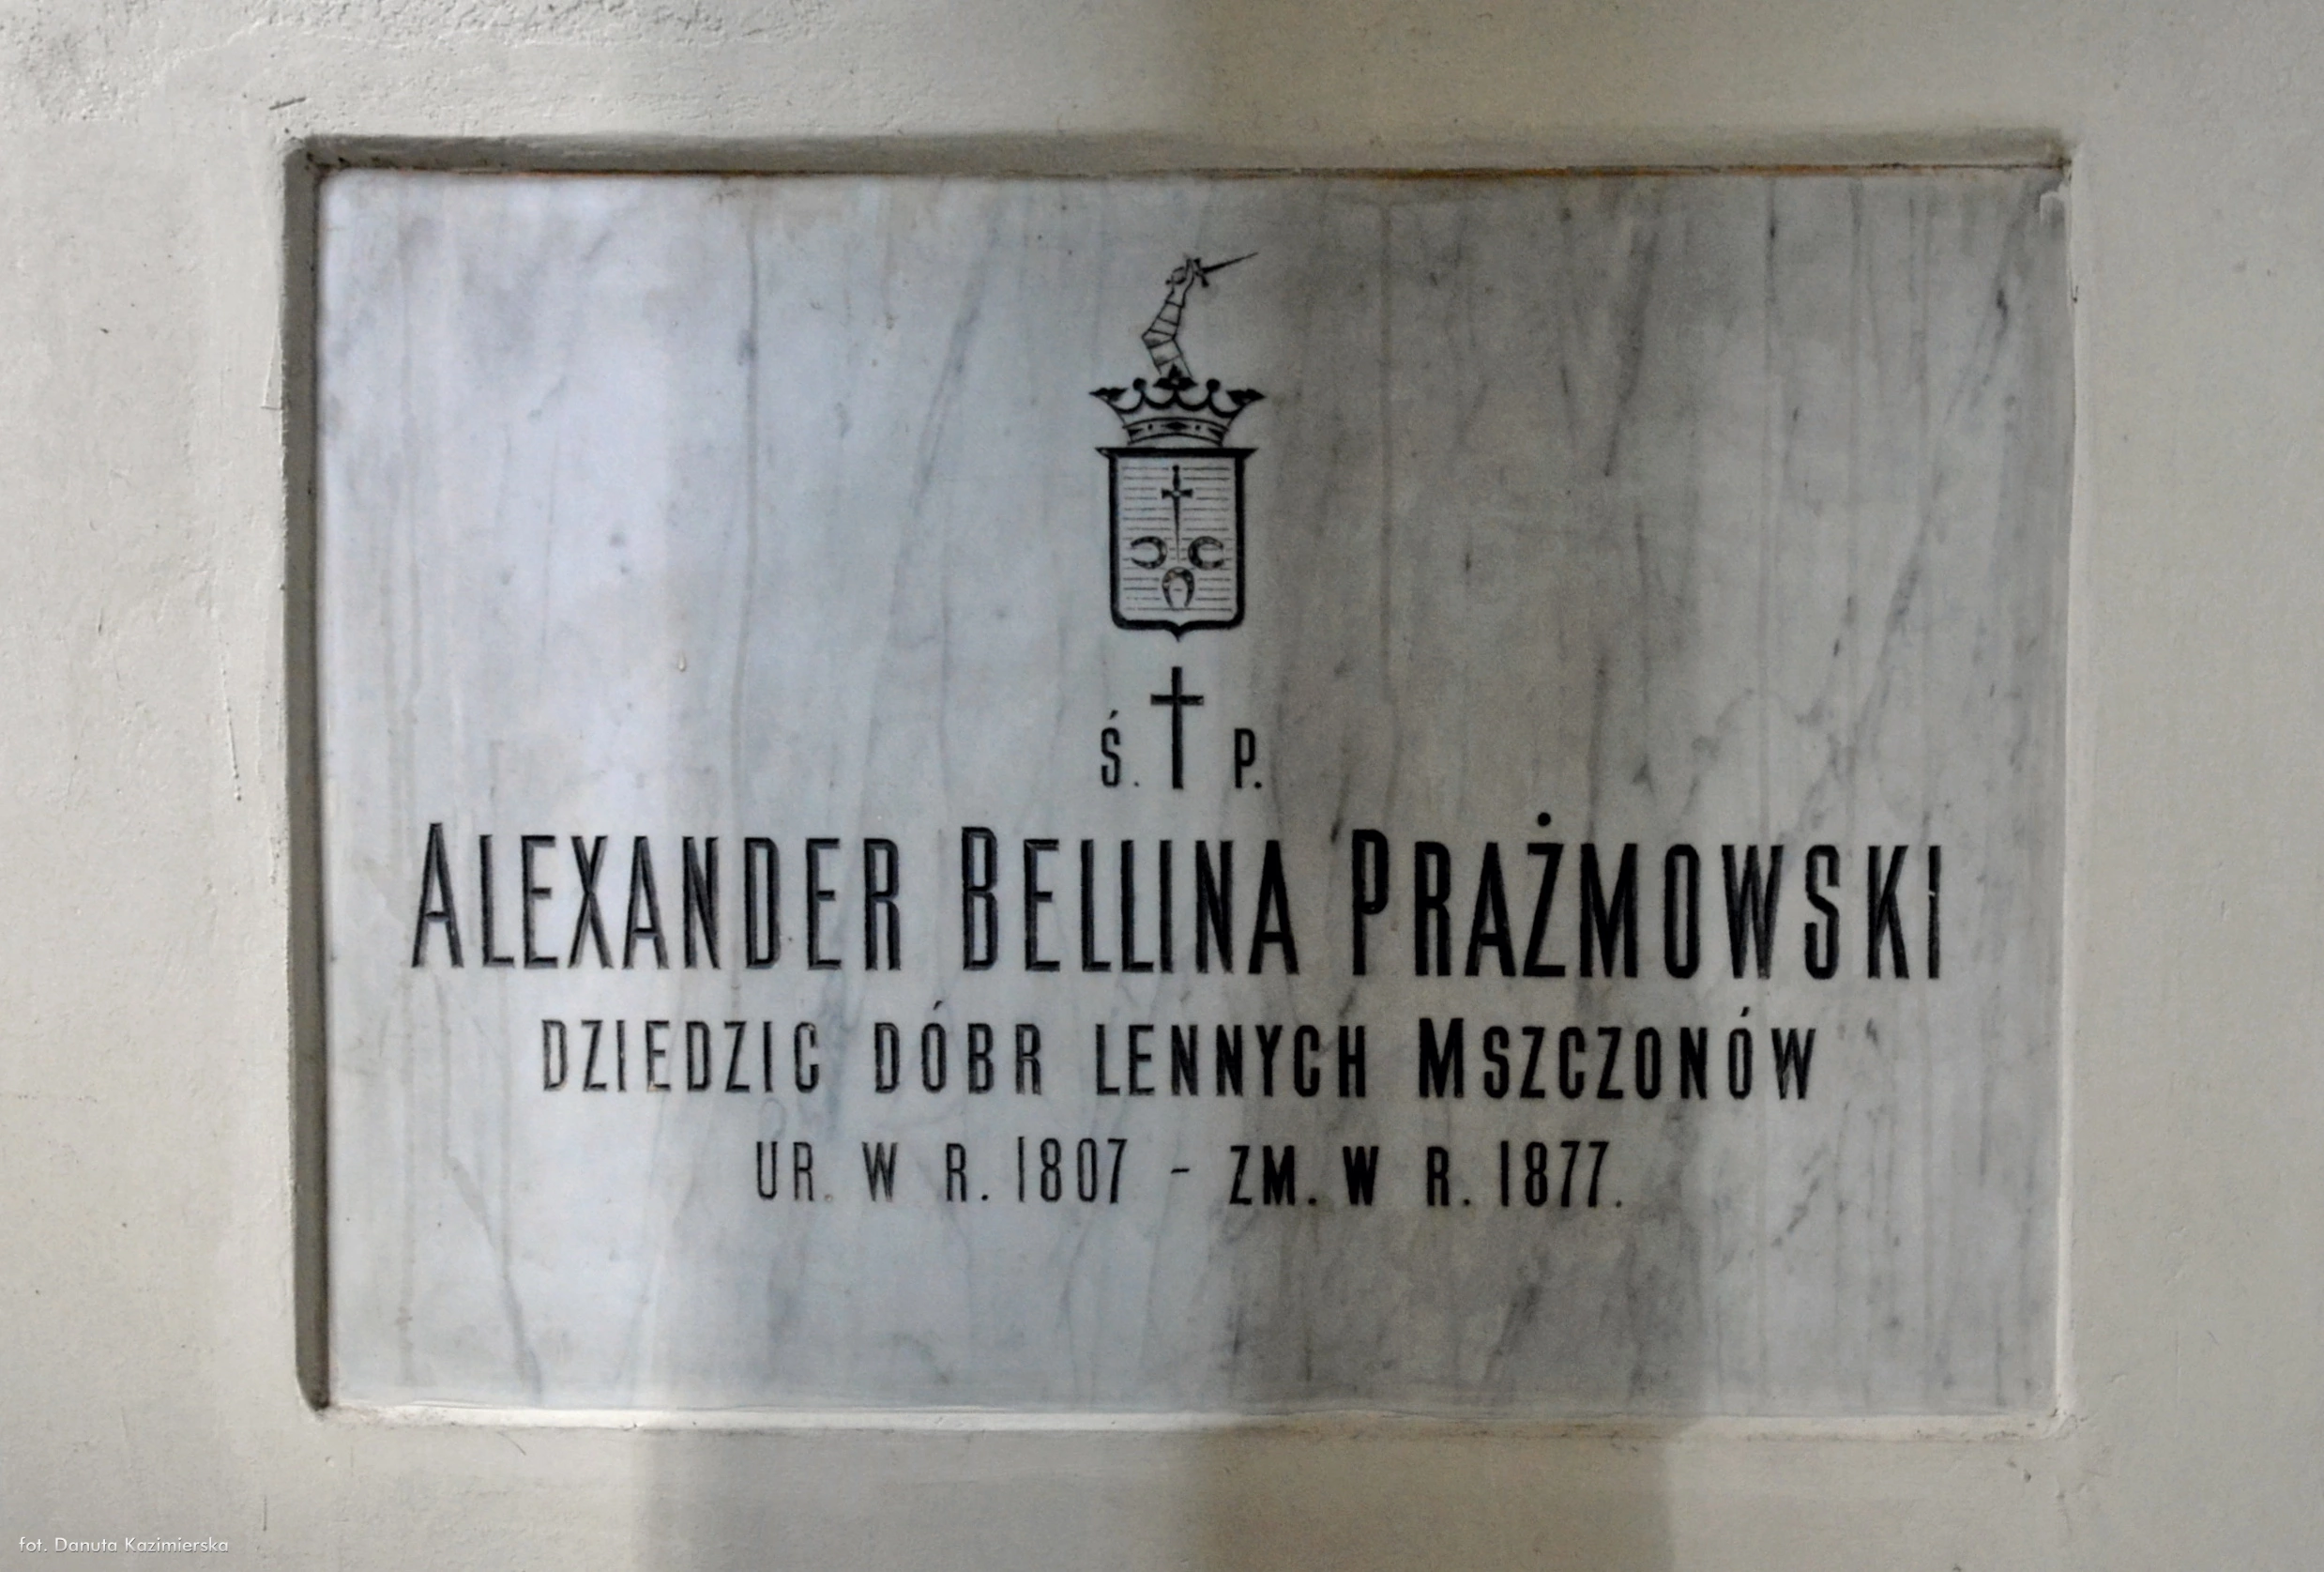 Ś. P.
ALEXANDER BELLINA PRAŻMOWSKI
DZIEDZIC DÓBR LENNYCH MSZCZONÓW
UR. W R. 1807 - ZM. W R. 1877.
fot. Danuta Kazimierska